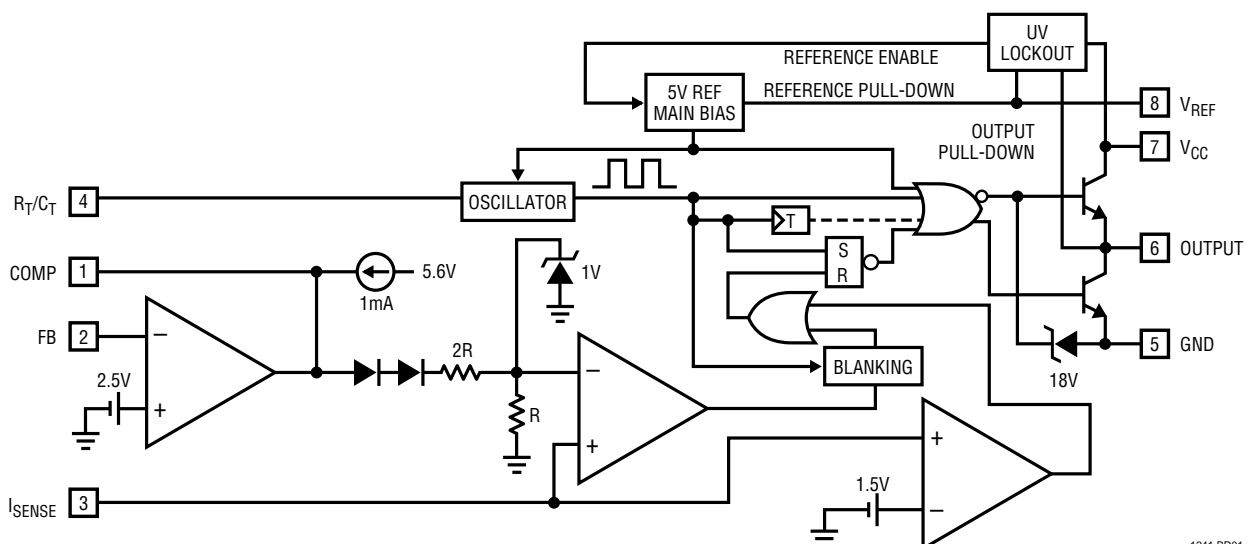 UV
LOCKOUT
REFERENCE ENABLE
5V REF
MAIN BIAS
REFERENCE PULL-DOWN
8 VREF
OUTPUT
PULL-DOWN
7 VCC
RT/CT 4
OSCILLATOR
T
S
R
6 OUTPUT
COMP 1
5.6V
1mA
1V
FB 2
–
2R
–
BLANKING
18V
5 GND
2.5V
+
R
+
+
ISENSE 3
1.5V
–